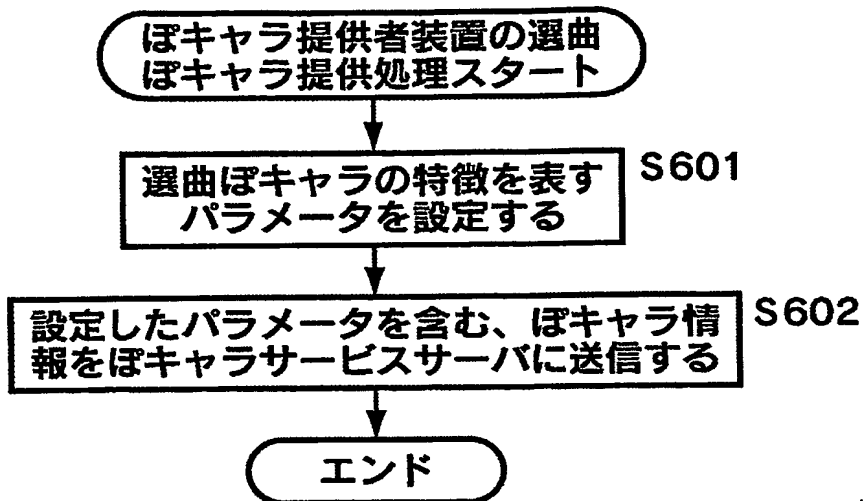 ぽキャラ提供者装置の選曲
ぽキャラ提供処理スタート
選曲ぽキャラの特徴を表す
パラメータを設定する
S601
設定したパラメータを含む、ぽキャラ情
報をぽキャラサービスサーバに送信する
S602
エンド